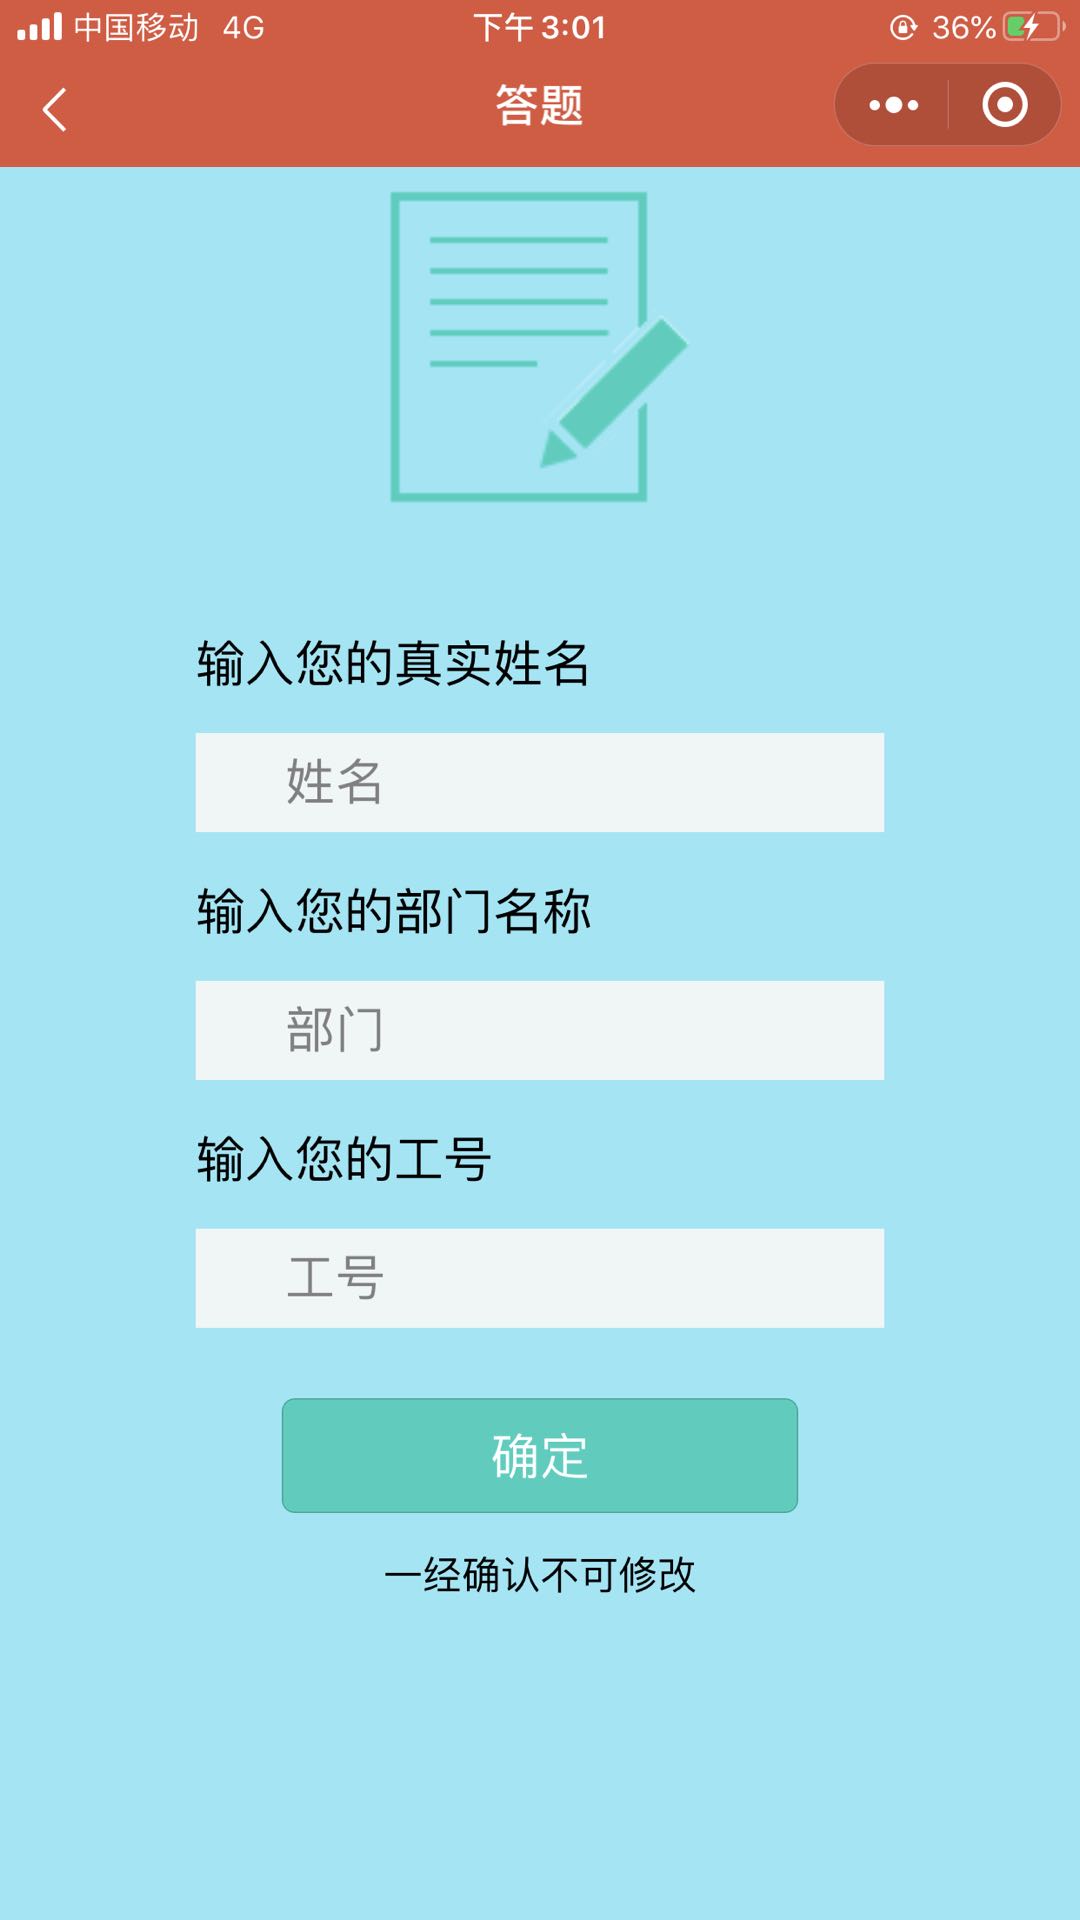 中国移动 4G 下午3:01 36%
答题
输入您的真实姓名
姓名
输入您的部门名称
部门
输入您的工号
工号
确定
一经确认不可修改